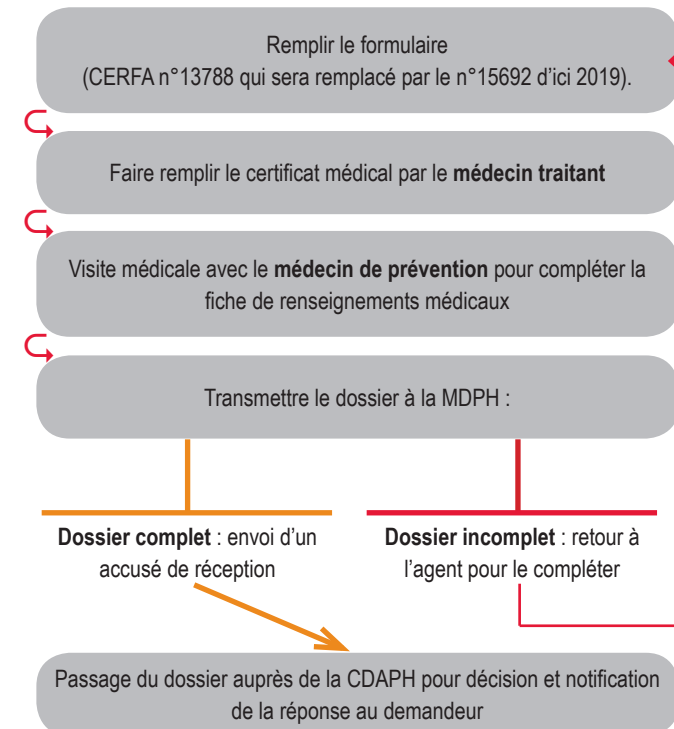 Remplir le formulaire
(CERFA n°13788 qui sera remplacé par le n°15692 d'ici 2019).
Faire remplir le certificat médical par le médecin traitant
Visite médicale avec le médecin de prévention pour compléter la
fiche de renseignements médicaux
Transmettre le dossier à la MDPH :
Dossier complet : envoi d'un
accusé de réception
Dossier incomplet : retour à
l'agent pour le compléter
Passage du dossier auprès de la CDAPH pour décision et notification
de la réponse au demandeur